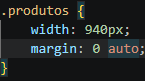 .produtos {
    width: 940px;
    margin: 0 auto;
}